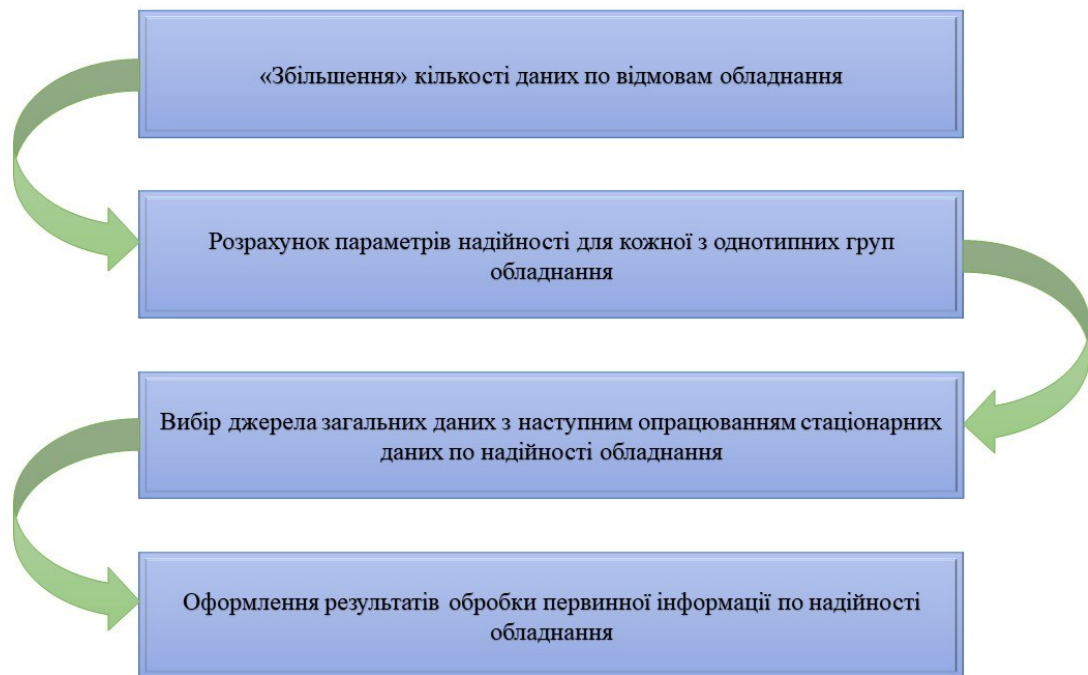 «Збільшення» кількості даних по відмовам обладнання
Розрахунок параметрів надійності для кожної з однотипних груп
обладнання
Вибір джерела загальних даних з наступним опрацюванням стаціонарних
даних по надійності обладнання
Оформлення результатів обробки первинної інформації по надійності
обладнання